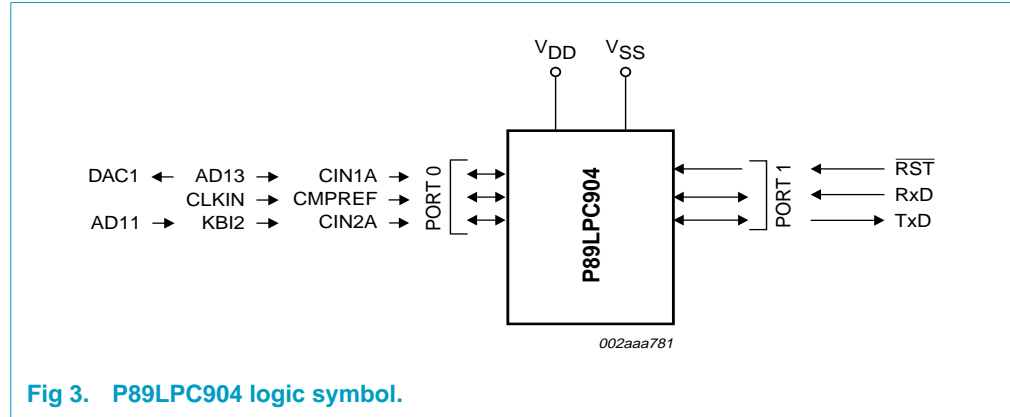 VDD VSS
DAC1 ← AD13 → CIN1A →
CLKIN → CMPREF →
AD11 → KBI2 → CIN2A →
PORT 0
P89LPC904
PORT 1
RST
RxD
TxD
002aaa781
Fig 3. P89LPC904 logic symbol.